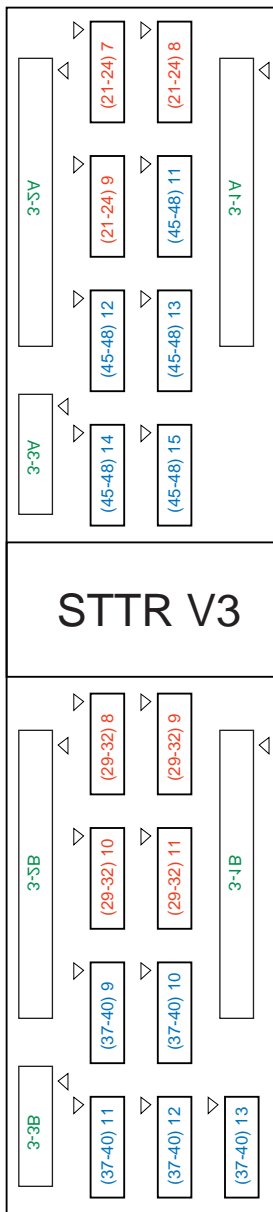 (21-24) 7
(21-24) 8
3-2A
3-1A
(21-24) 9
(45-48) 11
(45-48) 12
(45-48) 13
3-3A
(45-48) 14
(45-48) 15
STTR V3
(29-32) 8
(29-32) 9
3-2B
3-1B
(29-32) 10
(29-32) 11
(37-40) 9
(37-40) 10
3-3B
(37-40) 11
(37-40) 12
(37-40) 13